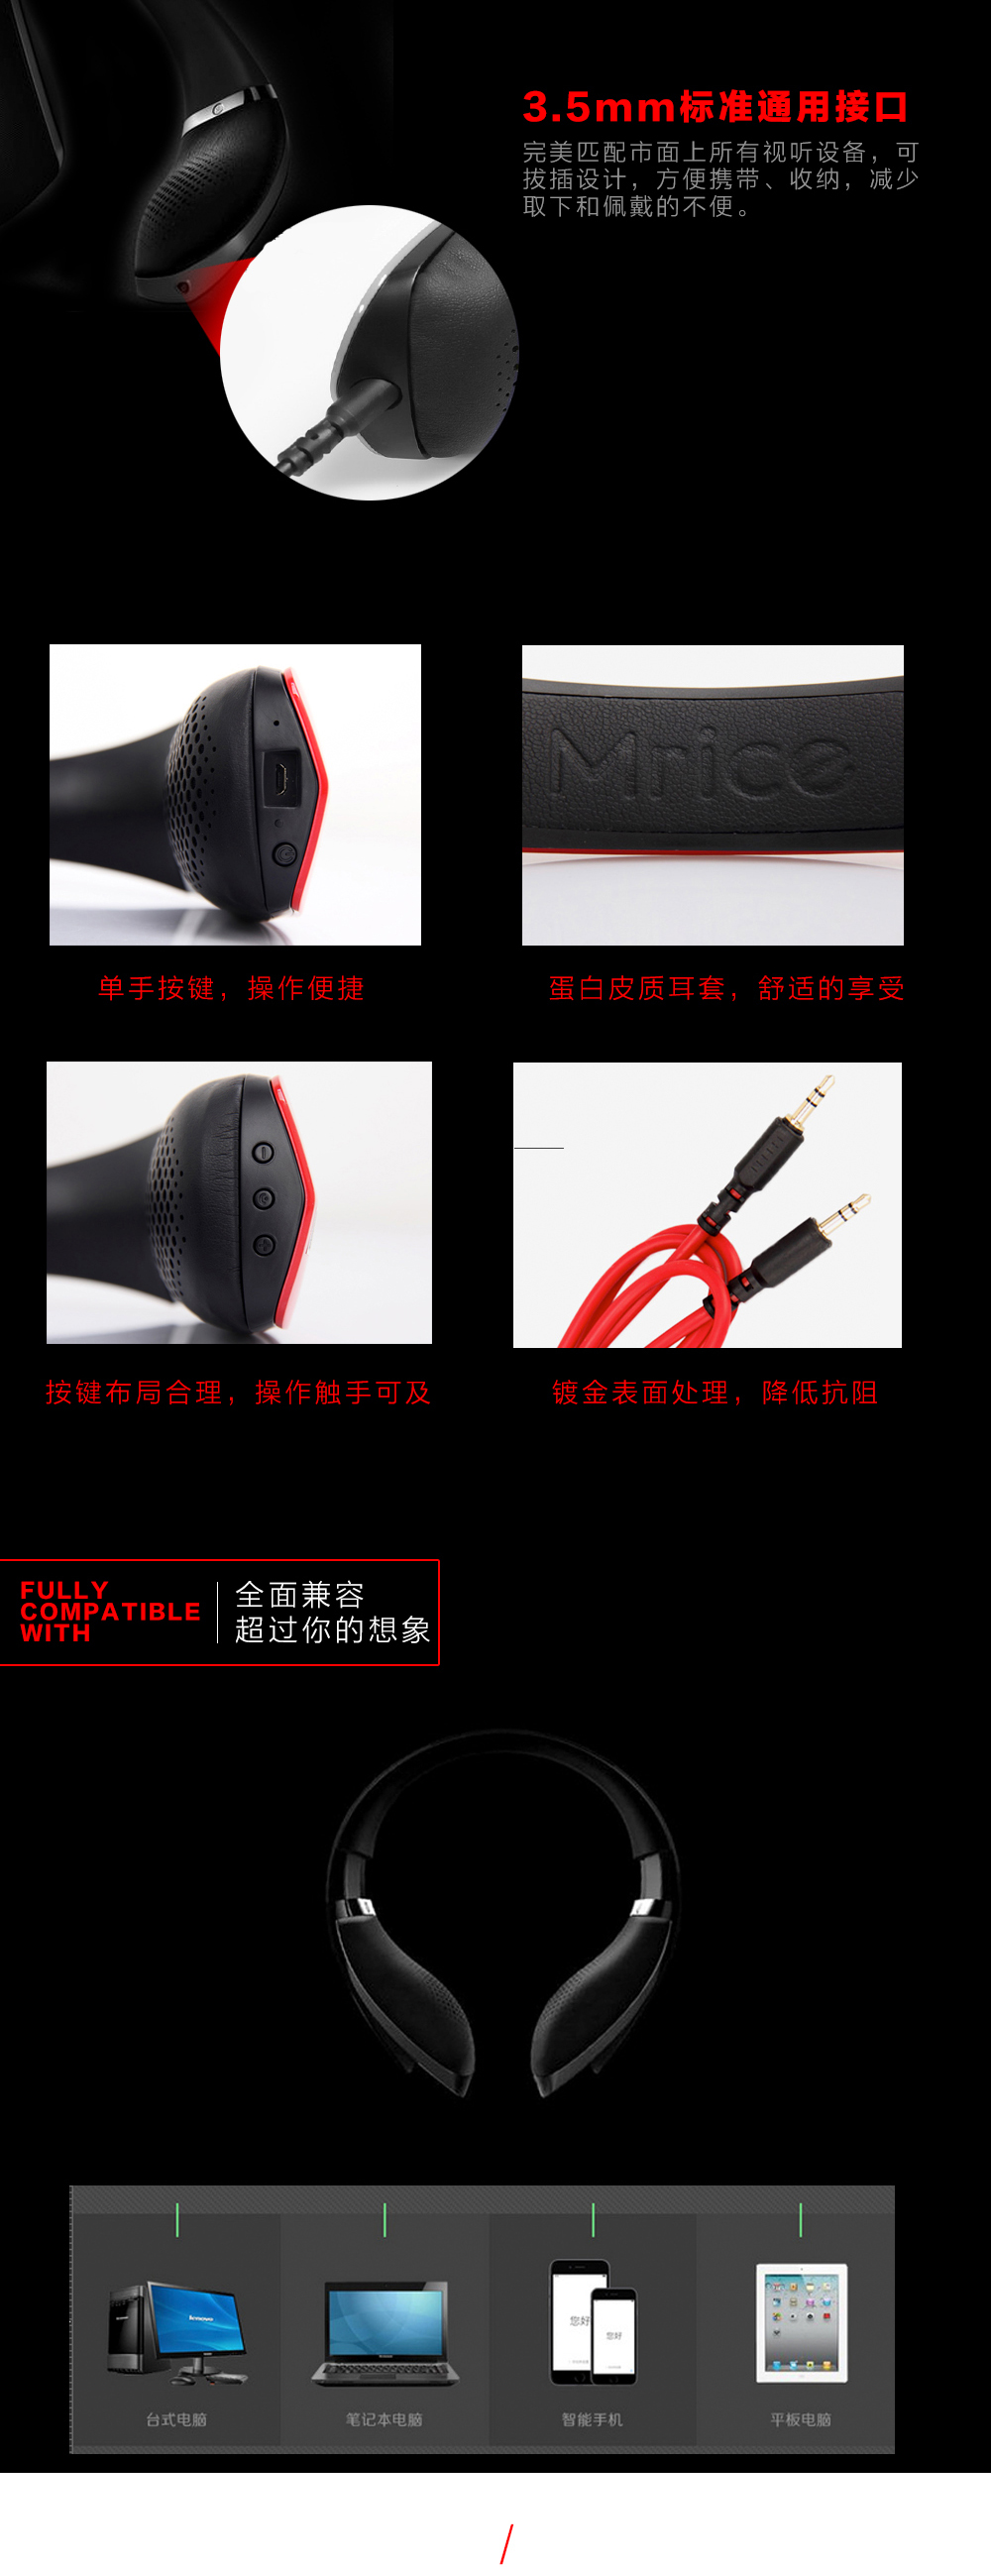 3.5mm标准通用接口
完美匹配市面上所有视听设备，可
拔插设计，方便携带、收纳，减少
取下和佩戴的不便。
Mrice
单手按键，操作便捷
蛋白皮质耳套，舒适的享受
按键布局合理，操作触手可及
镀金表面处理，降低抗阻
FULLY
COMPATIBLE
WITH
全面兼容
超过你的想象
lenovo
您好
您好
台式电脑
笔记本电脑
智能手机
平板电脑
/